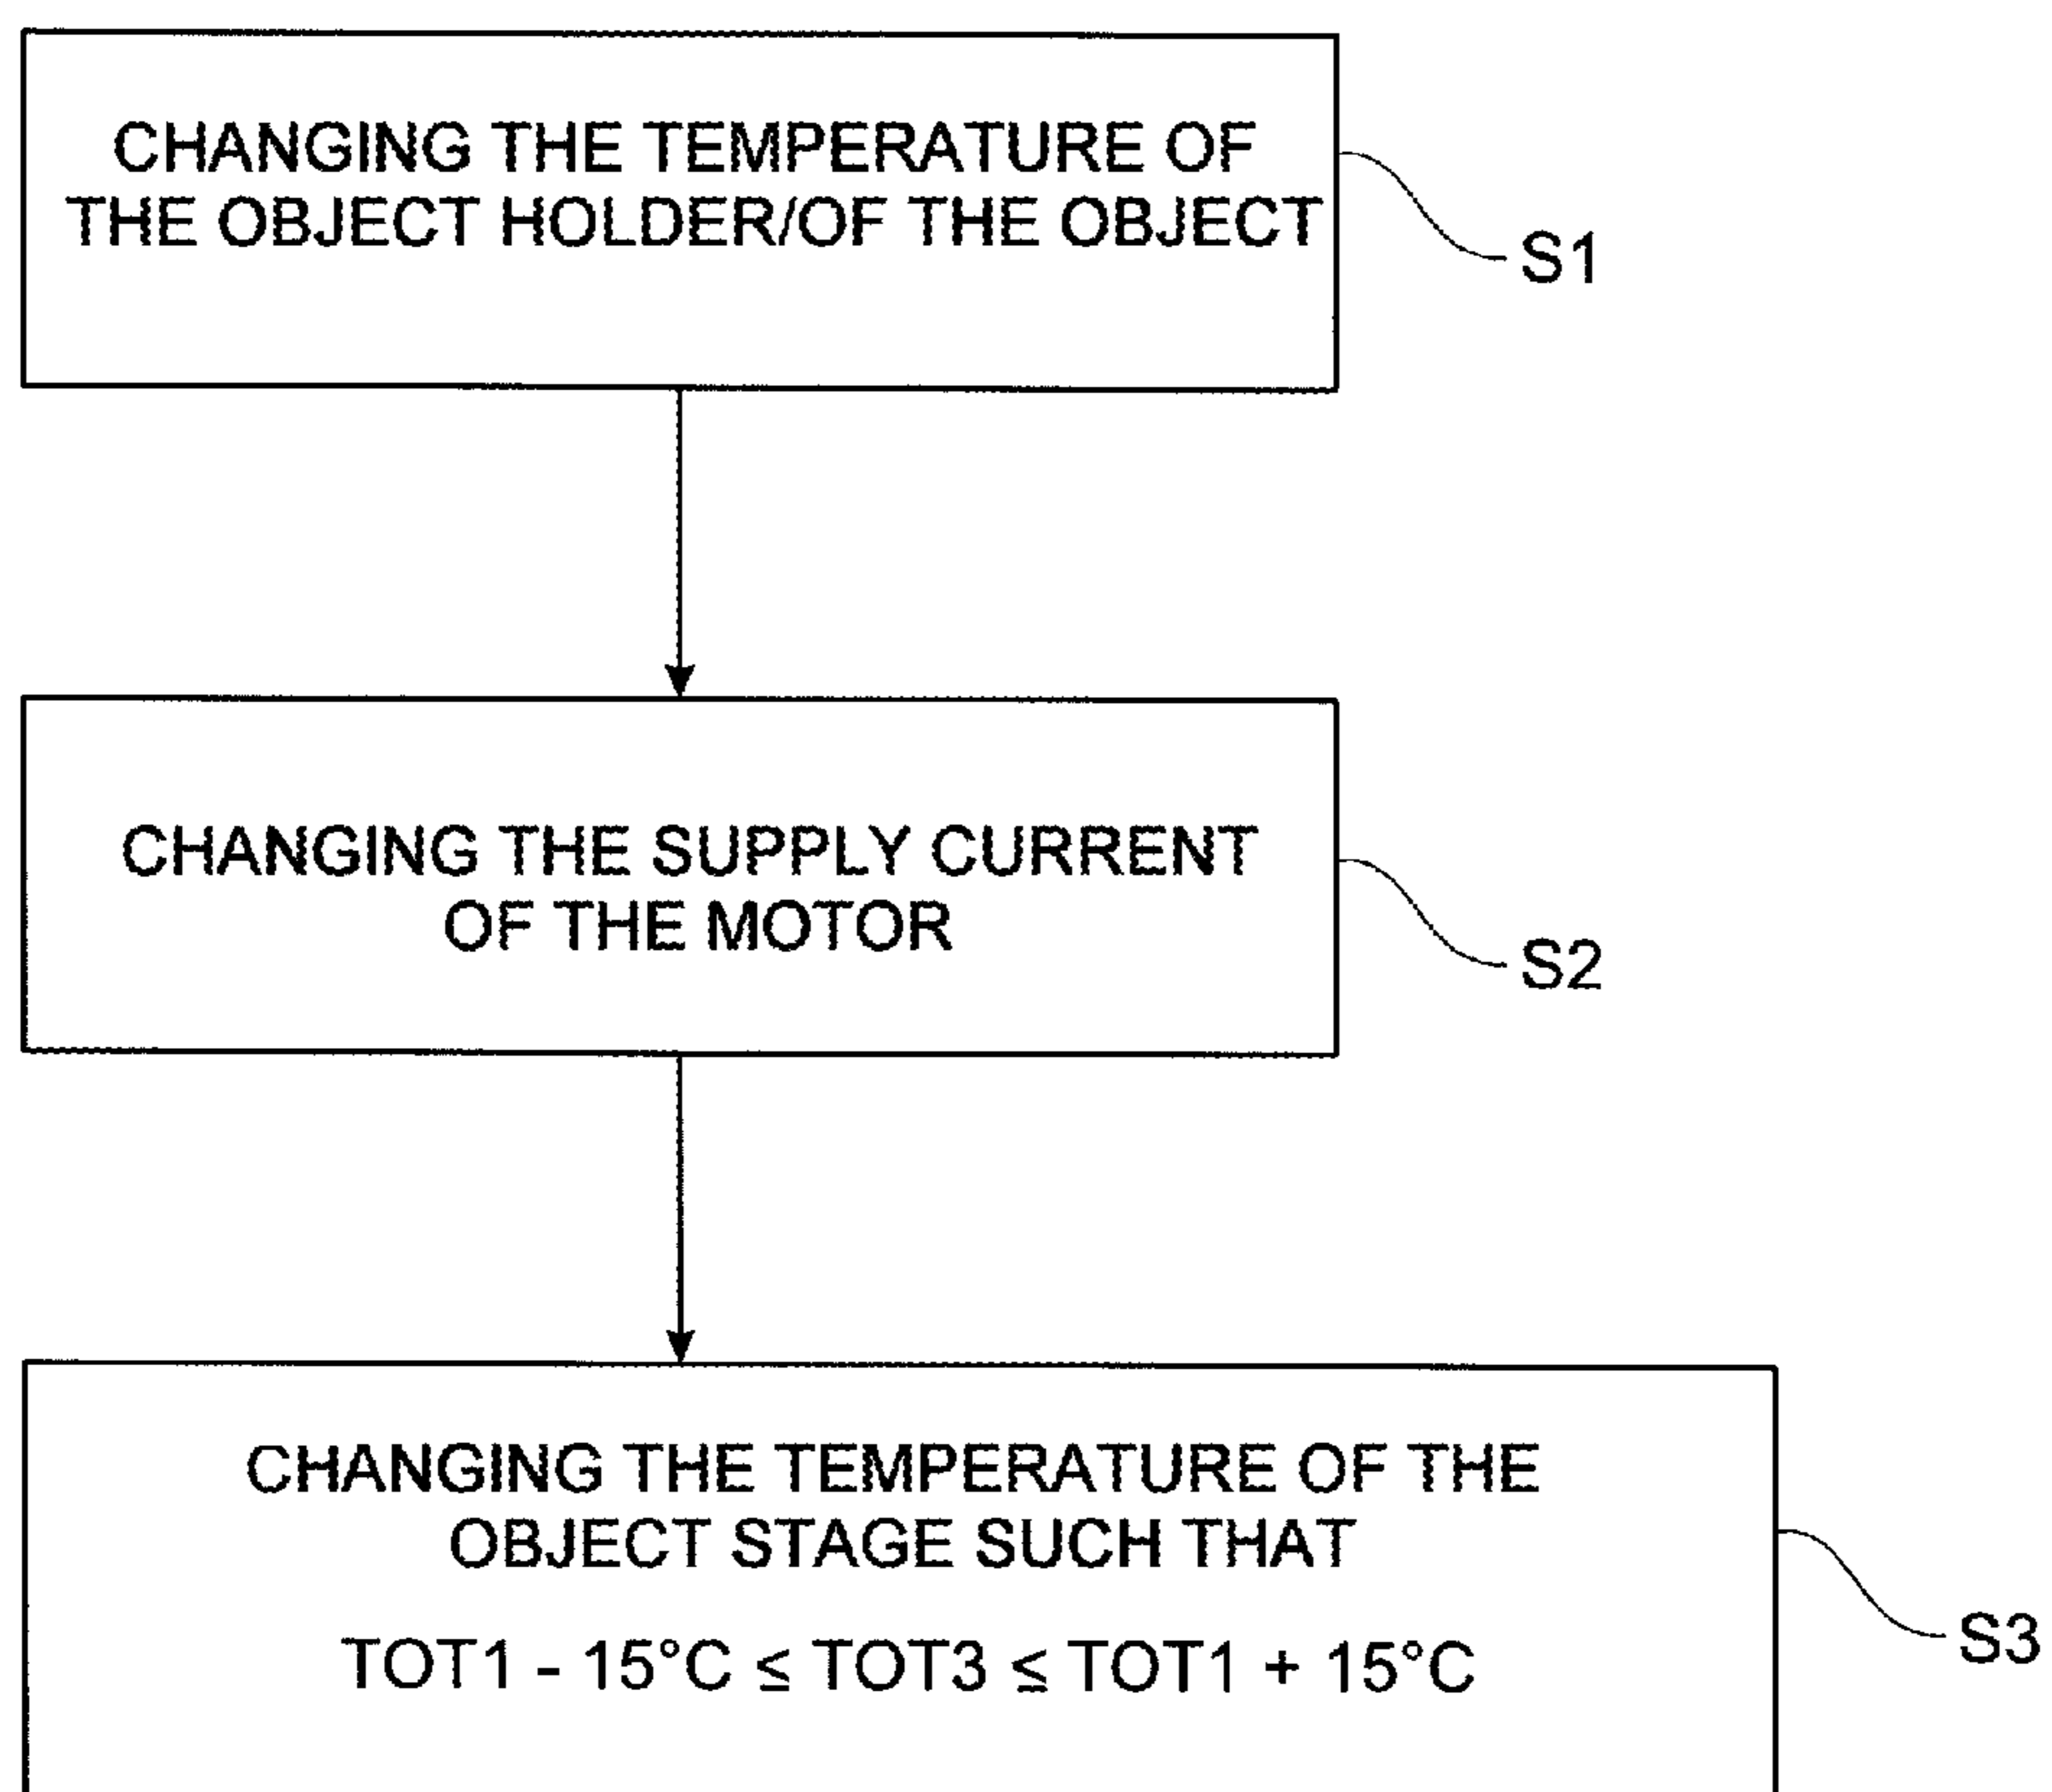 CHANGING THE TEMPERATURE OF
THE OBJECT HOLDER/OF THE OBJECT
S1
CHANGING THE SUPPLY CURRENT
OF THE MOTOR
S2
CHANGING THE TEMPERATURE OF THE
OBJECT STAGE SUCH THAT
TOT1 - 15°C ≤ TOT3 ≤ TOT1 + 15°C
S3